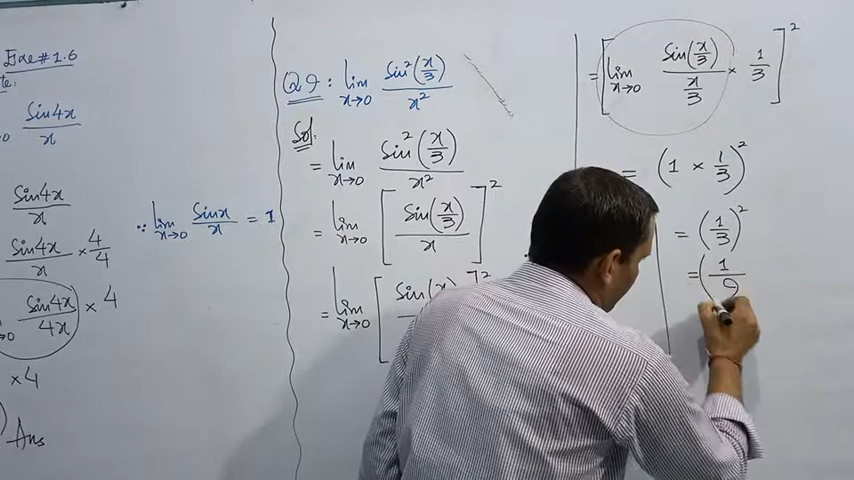 Exe#1.6
te:
→0 Sin4x / x
Sin4x / x
Sin4x / x × 4/4
→0 Sin4x / 4x × 4
×4
) Ans
∵ lim x→0 Sinx / x = 1
Q9: lim x→0 Sin²(x/3) / x²
Sol:
= lim x→0 Sin²(x/3) / x²
= lim x→0 [Sin(x/3) / x]²
= lim x→0 [Sin(x ]²
= [lim x→0 Sin(x/3) / x/3 × 1/3]²
= (1 × 1/3)²
= (1/3)²
= (1/9